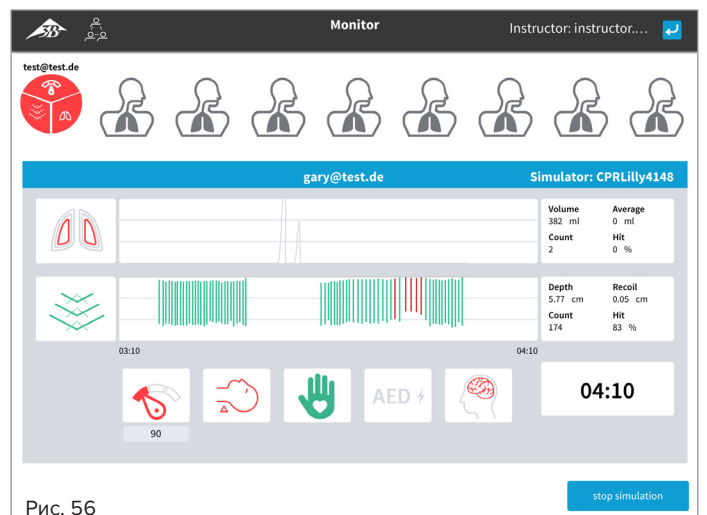 3B Monitor Instructor: instructor....
test@test.de
gary@test.de Simulator: CPRLilly4148
Volume Average
382 ml 0 ml
Count Hit
2 0 %
Depth Recoil
5.77 cm 0.05 cm
Count Hit
174 83 %
03:10 04:10
AED 04:10
90
stop simulation
Рис. 56